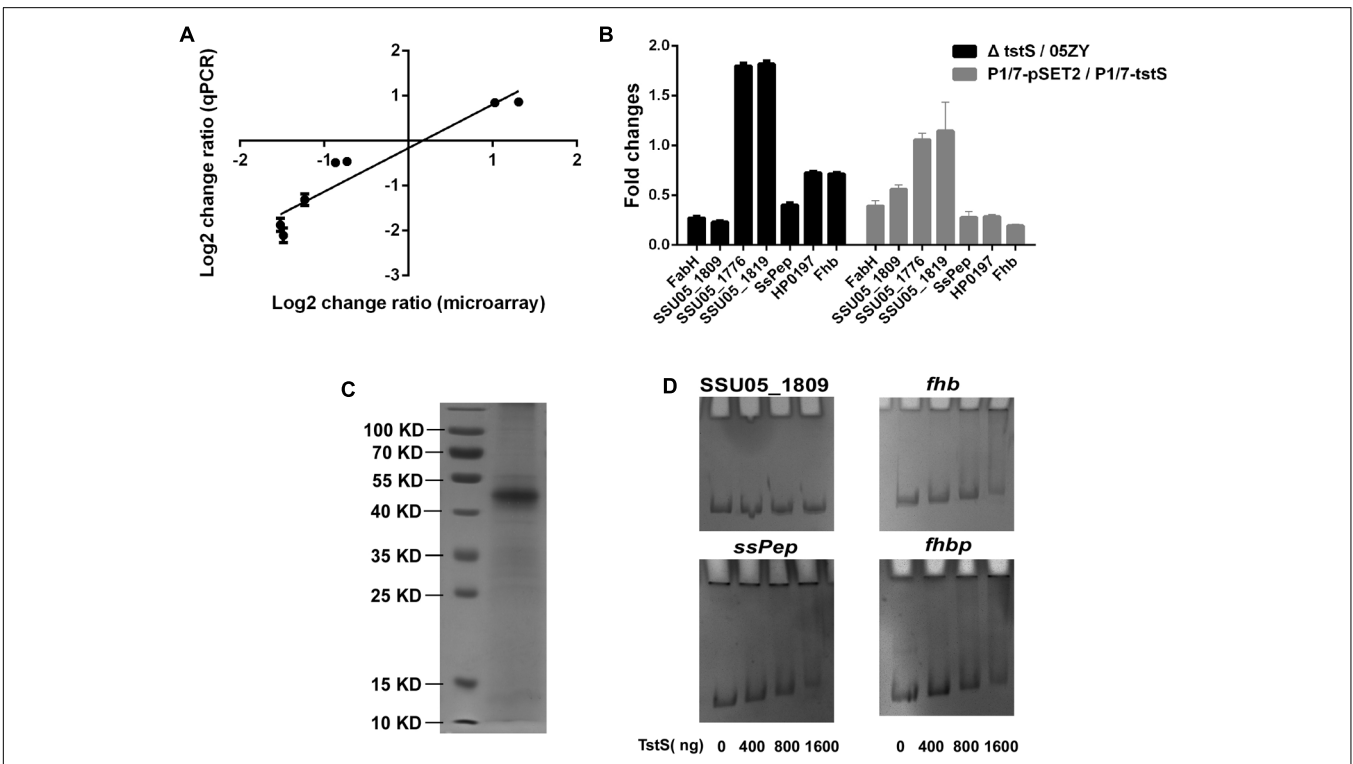 A
Log2 change ratio (qPCR)
2
1
-1
-2
-3
-2
-1
1
2
Log2 change ratio (microarray)
B
Fold changes
2.0
1.5
1.0
0.5
0.0
Δ tstS / 05ZY
P1/7-pSET2 / P1/7-tstS
FabH
SSU05_1809
SSU05_1776
SSU05_1819
SsPep
HP0197
Fhb
FabH
SSU05_1809
SSU05_1776
SSU05_1819
SsPep
HP0197
Fhb
C
100 KD
70 KD
55 KD
40 KD
35 KD
25 KD
15 KD
10 KD
D
SSU05_1809
fhb
ssPep
fhbp
TstS( ng) 0 400 800 1600 0 400 800 1600